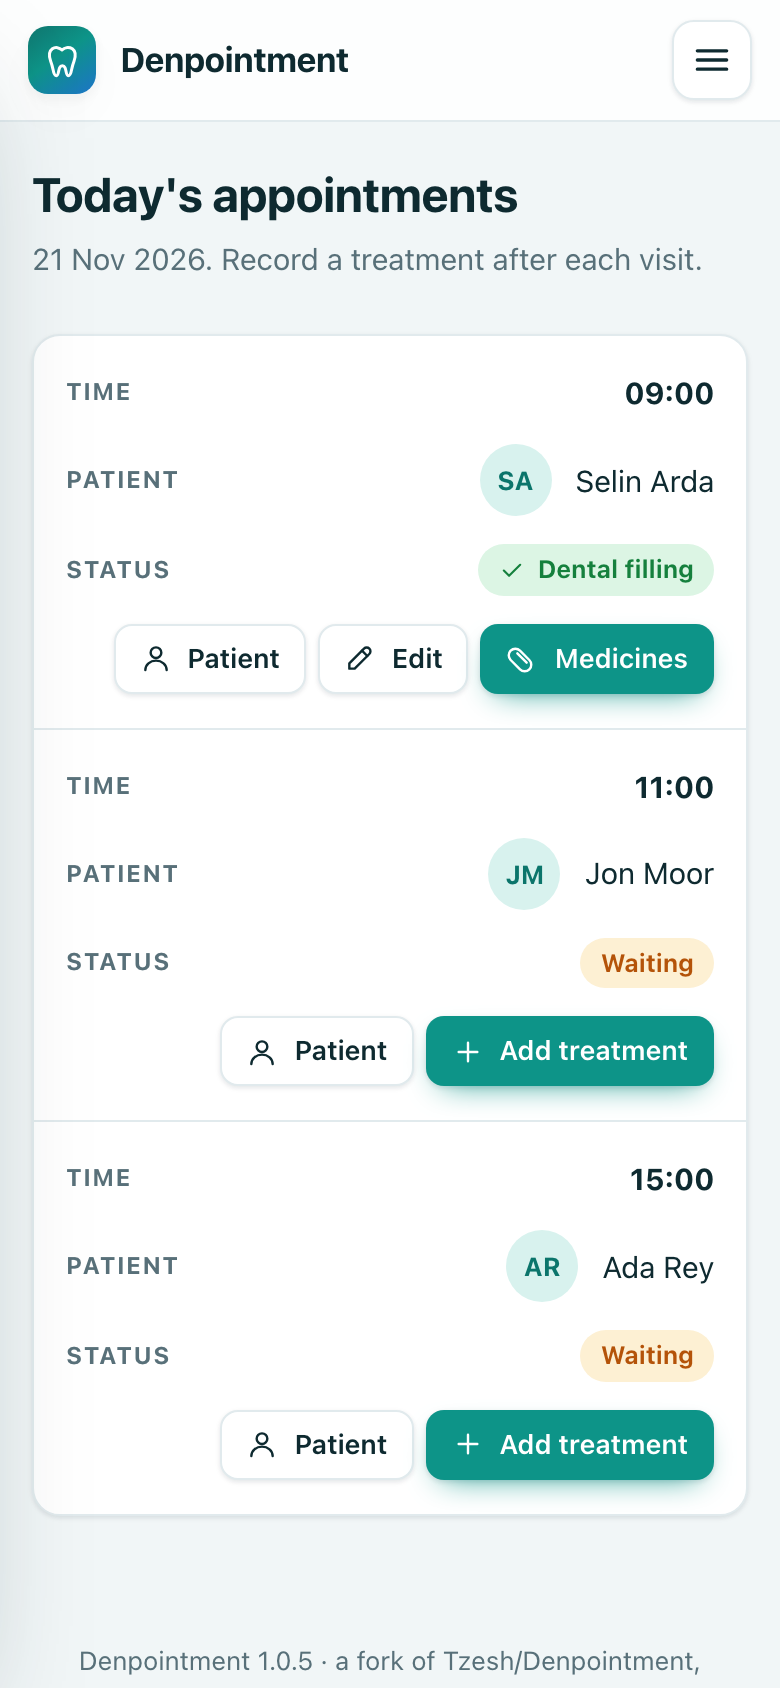 Denpointment
Today's appointments
21 Nov 2026. Record a treatment after each visit.
TIME 09:00
PATIENT SA Selin Arda
STATUS Dental filling
Patient Edit Medicines
TIME 11:00
PATIENT JM Jon Moor
STATUS Waiting
Patient Add treatment
TIME 15:00
PATIENT AR Ada Rey
STATUS Waiting
Patient Add treatment
Denpointment 1.0.5 · a fork of Tzesh/Denpointment,